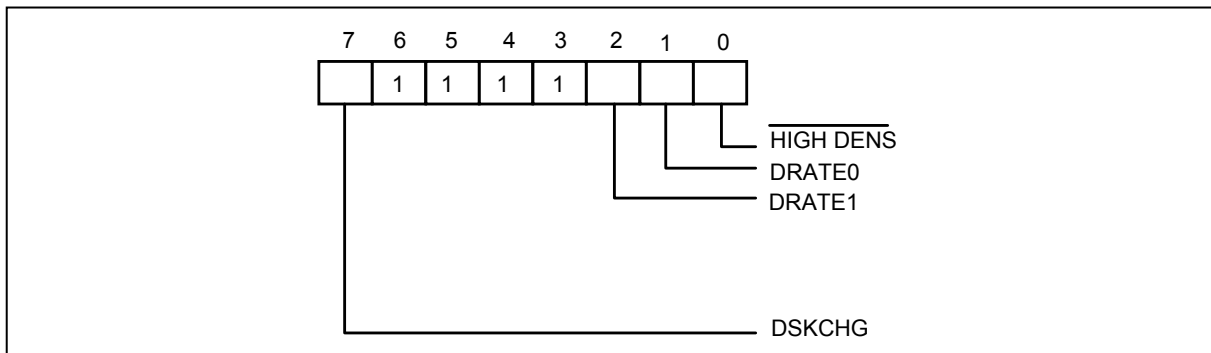 7 6 5 4 3 2 1 0
1 1 1 1
HIGH DENS
DRATE0
DRATE1
DSKCHG